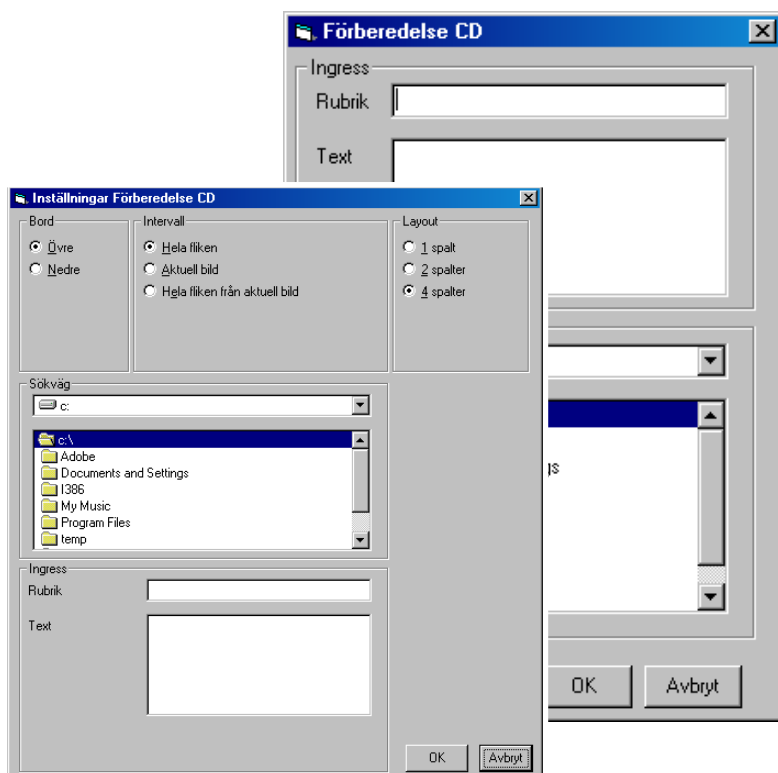 Förberedelse CD
Ingress
Rubrik
Text
OK
Avbryt
Inställningar Förberedelse CD
Bord
Övre
Nedre
Intervall
Hela fliken
Aktuell bild
Hela fliken från aktuell bild
Layout
1 spalt
2 spalter
4 spalter
Sökväg
c:
c:\
Adobe
Documents and Settings
I386
My Music
Program Files
temp
Ingress
Rubrik
Text
OK
Avbryt